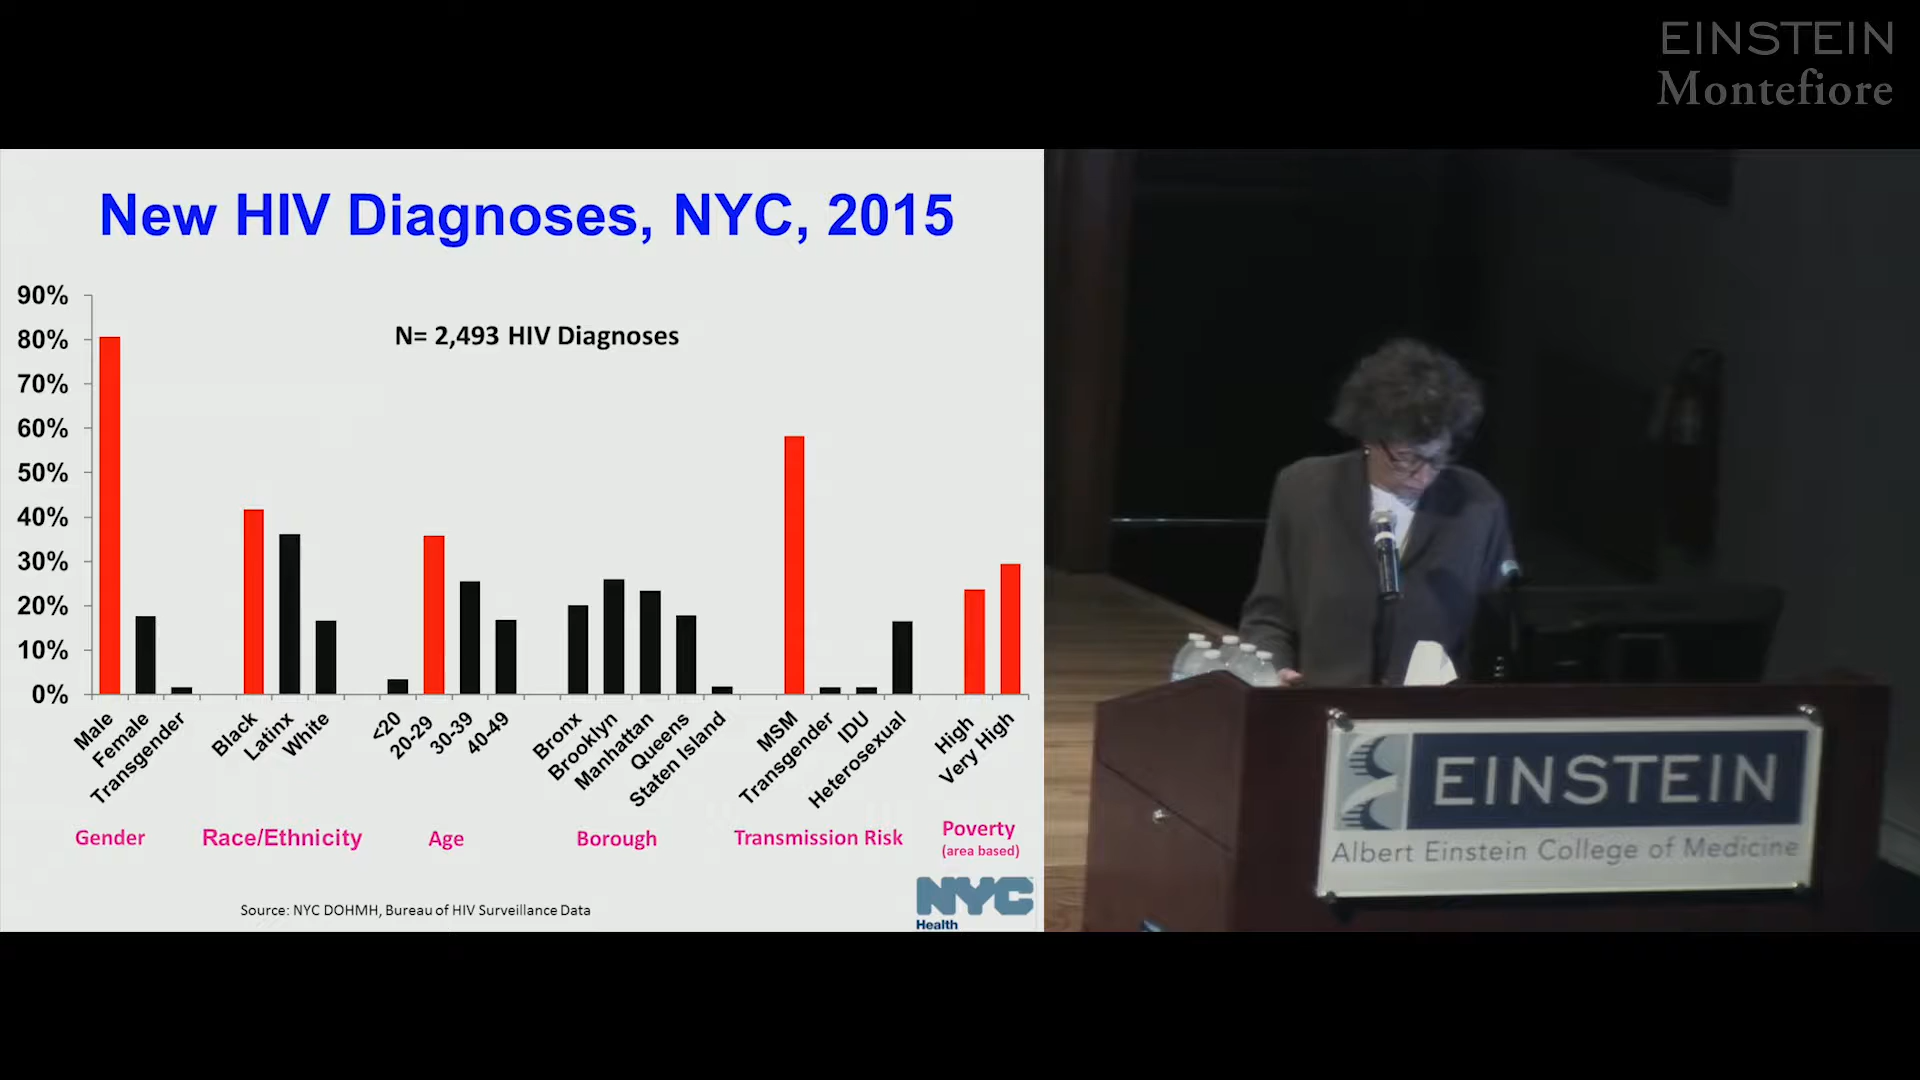 EINSTEIN
Montefiore
New HIV Diagnoses, NYC, 2015
N= 2,493 HIV Diagnoses
90%
80%
70%
60%
50%
40%
30%
20%
10%
0%
Male
Female
Transgender
Black
Latinx
White
<20
20-29
30-39
40-49
Bronx
Brooklyn
Manhattan
Queens
Staten Island
MSM
Transgender
IDU
Heterosexual
High
Very High
Gender
Race/Ethnicity
Age
Borough
Transmission Risk
Poverty
(area based)
Source: NYC DOHMH, Bureau of HIV Surveillance Data
NYC
Health
EINSTEIN
Albert Einstein College of Medicine